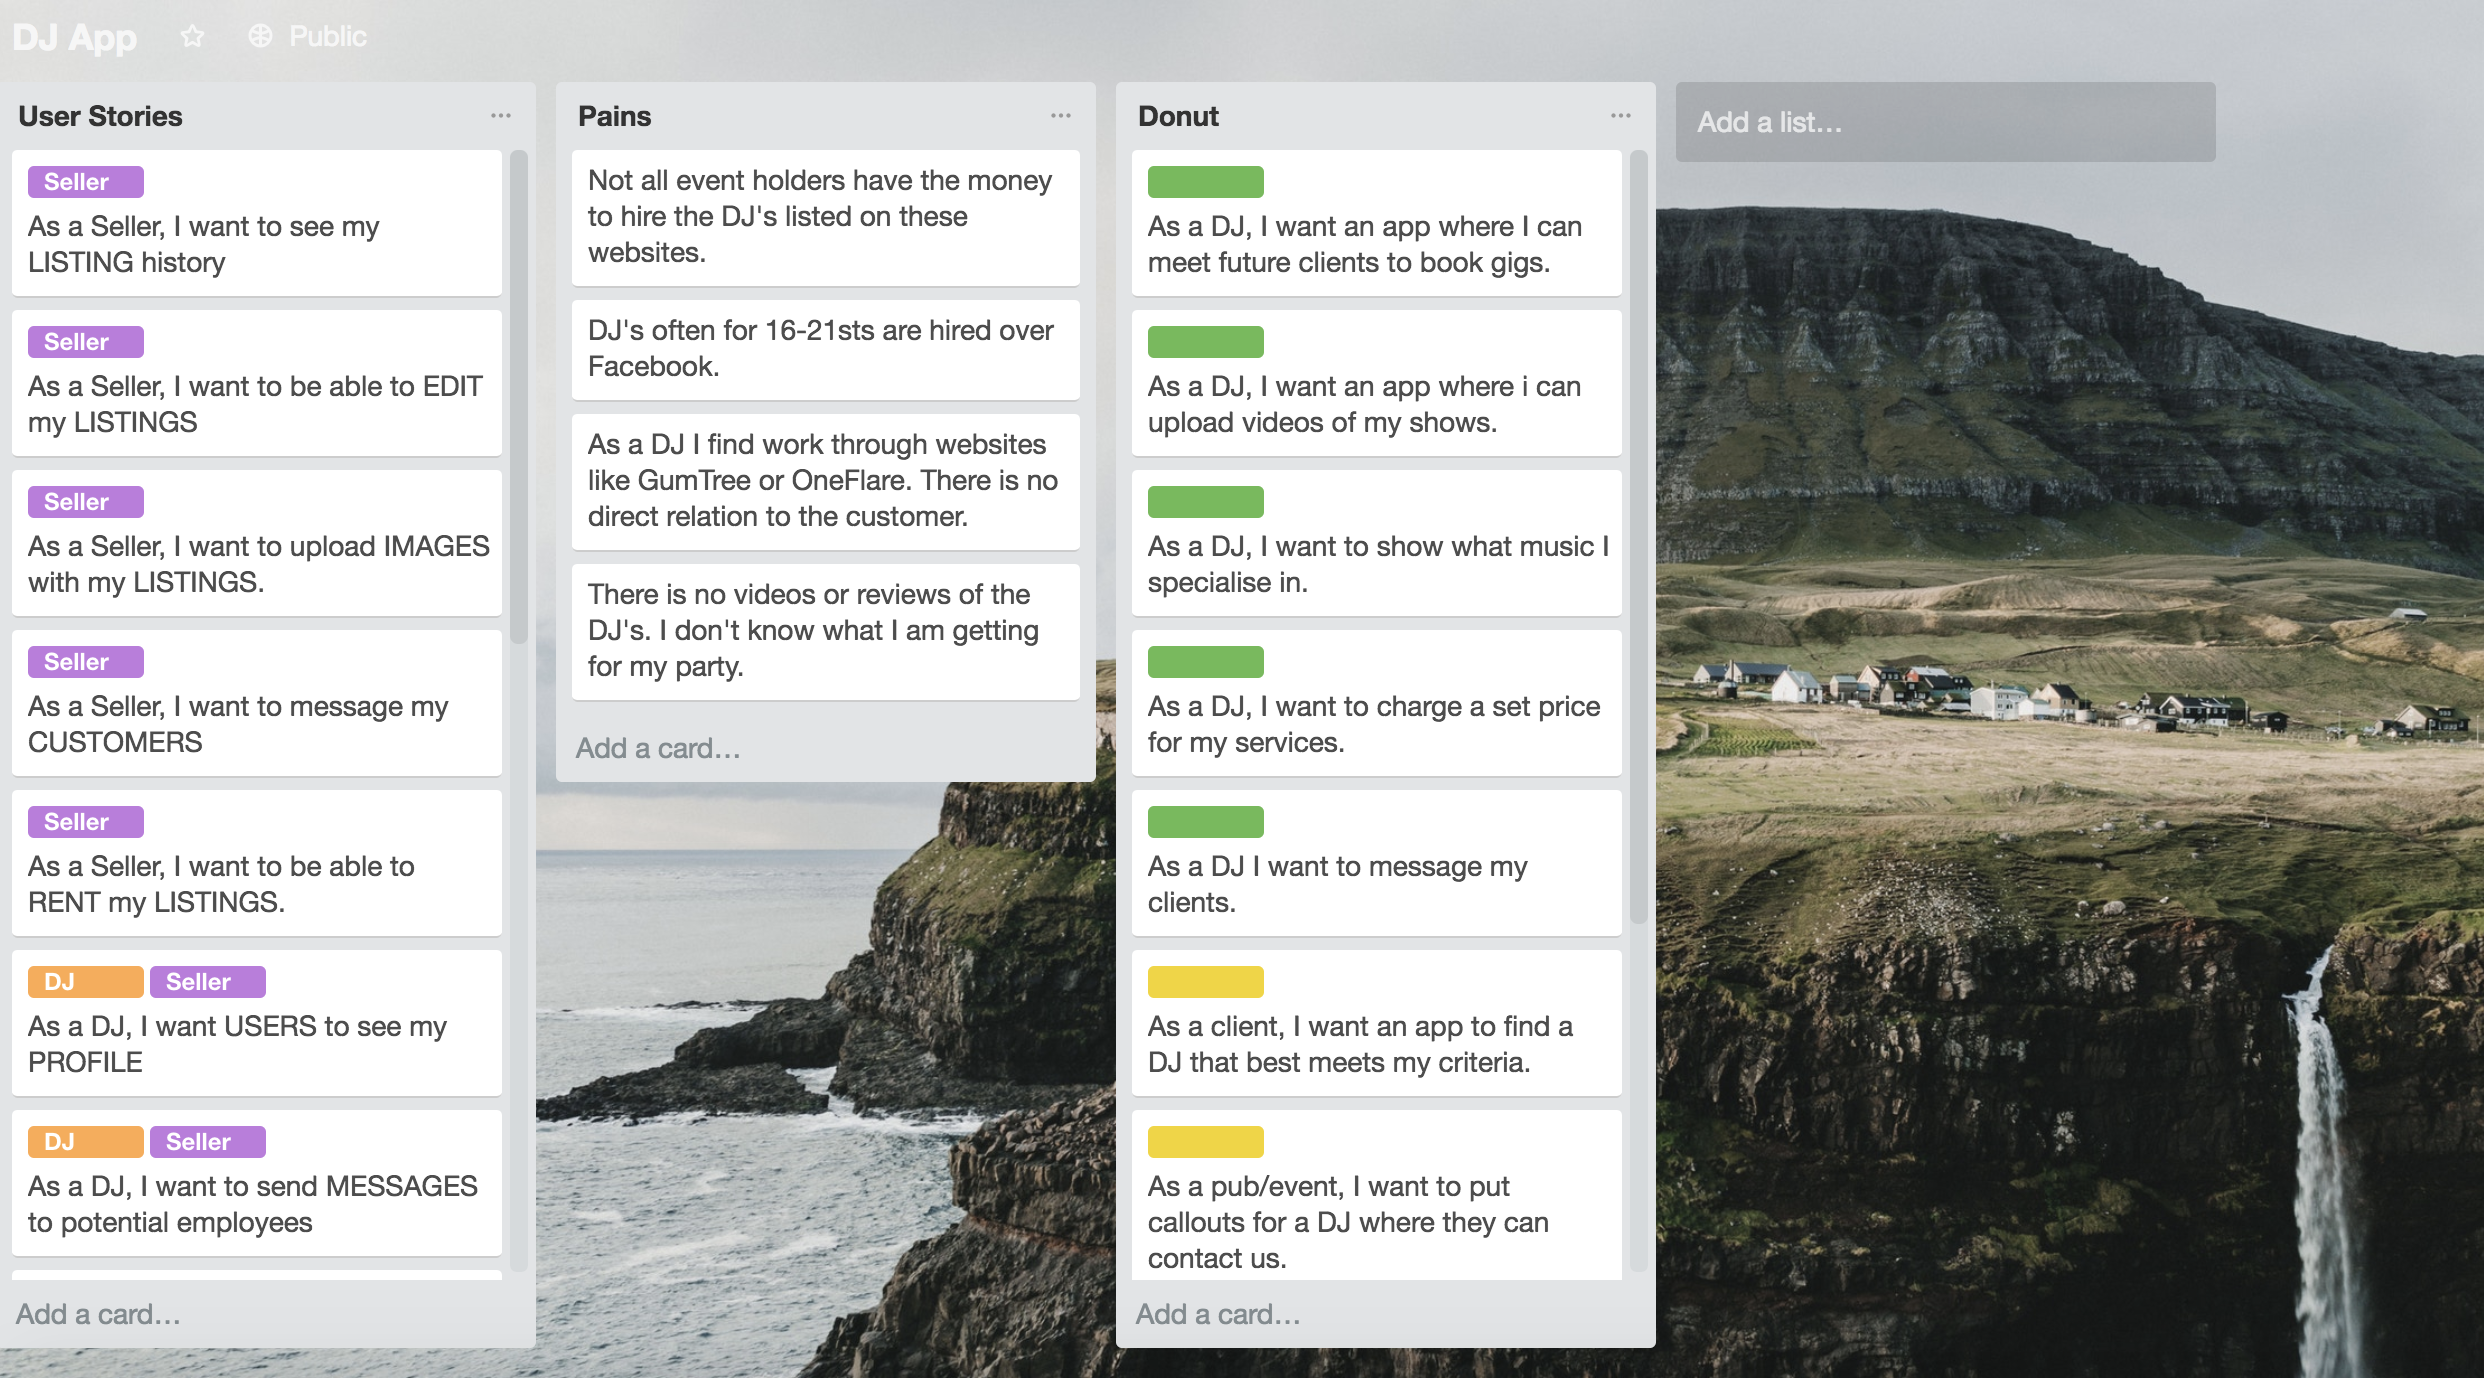 DJ App
Public
User Stories
Seller
As a Seller, I want to see my
LISTING history
Seller
As a Seller, I want to be able to EDIT
my LISTINGS
Seller
As a Seller, I want to upload IMAGES
with my LISTINGS.
Seller
As a Seller, I want to message my
CUSTOMERS
Seller
As a Seller, I want to be able to
RENT my LISTINGS.
DJ Seller
As a DJ, I want USERS to see my
PROFILE
DJ Seller
As a DJ, I want to send MESSAGES
to potential employees
Add a card…
Pains
Not all event holders have the money
to hire the DJ's listed on these
websites.
DJ's often for 16-21sts are hired over
Facebook.
As a DJ I find work through websites
like GumTree or OneFlare. There is no
direct relation to the customer.
There is no videos or reviews of the
DJ's. I don't know what I am getting
for my party.
Add a card…
Donut
As a DJ, I want an app where I can
meet future clients to book gigs.
As a DJ, I want an app where i can
upload videos of my shows.
As a DJ, I want to show what music I
specialise in.
As a DJ, I want to charge a set price
for my services.
As a DJ I want to message my
clients.
As a client, I want an app to find a
DJ that best meets my criteria.
As a pub/event, I want to put
callouts for a DJ where they can
contact us.
Add a card…
Add a list…